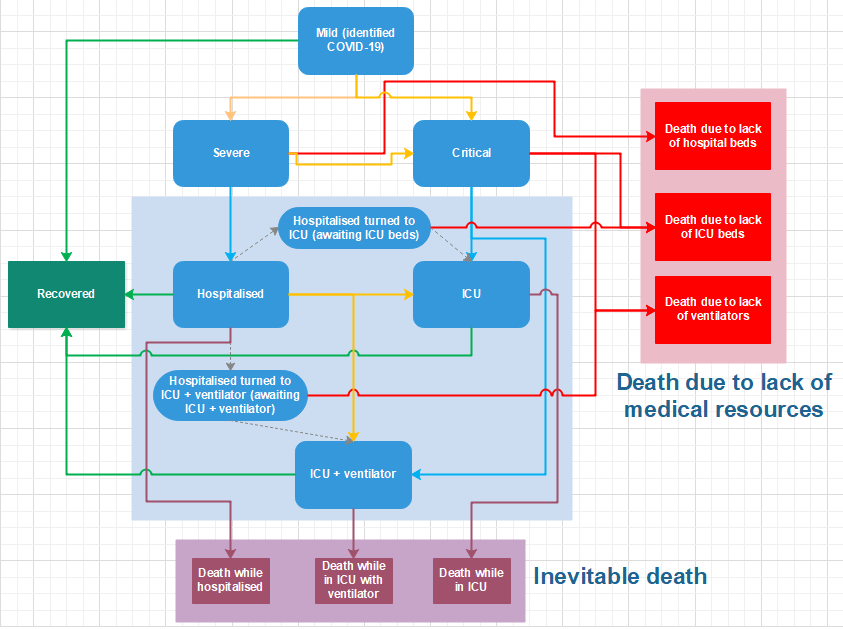 Mild (identified
COVID-19)
Severe
Critical
Death due to lack
of hospital beds
Hospitalised turned to
ICU (awaiting ICU beds)
Death due to lack
of ICU beds
Recovered
Hospitalised
ICU
Death due to lack
of ventilators
Death due to lack of
medical resources
Hospitalised turned to
ICU + ventilator (awaiting
ICU + ventilator)
ICU + ventilator
Death while
hospitalised
Death while
in ICU with
ventilator
Death while
in ICU
Inevitable death